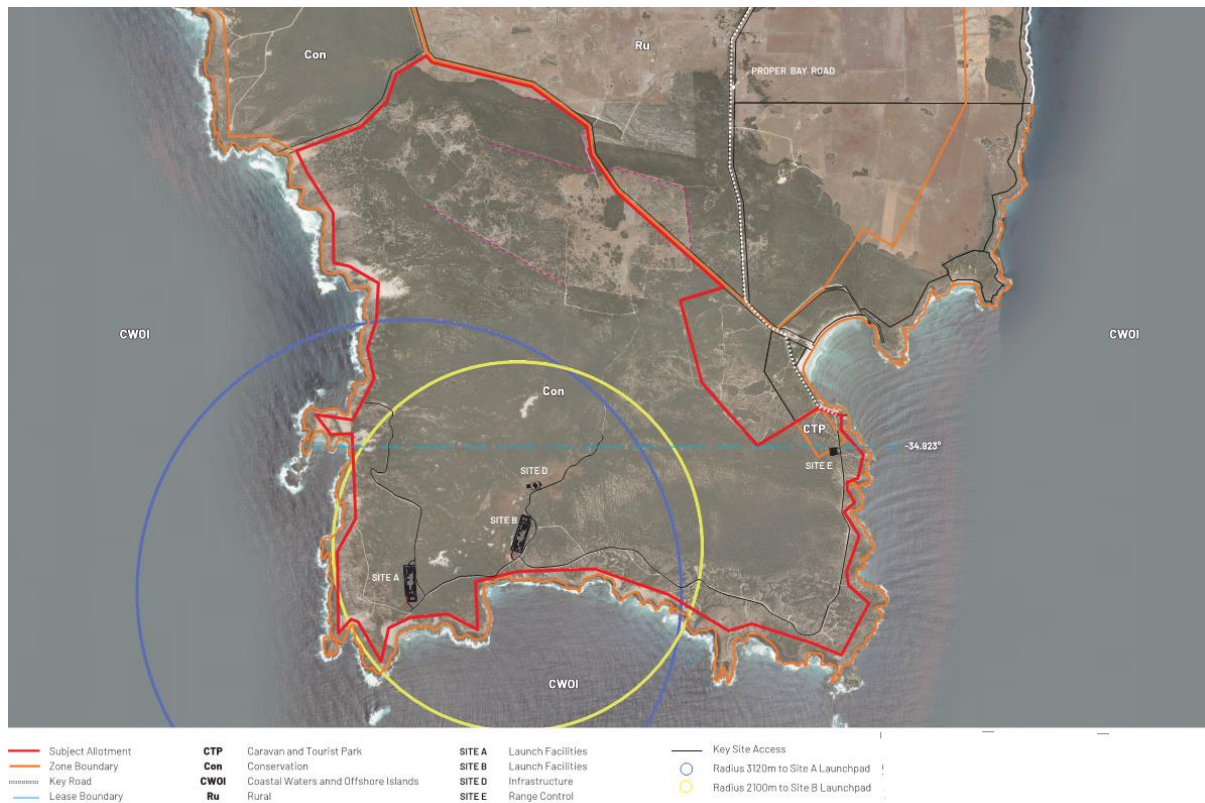 Con
Ru
PROPER BAY ROAD
CWOI
CWOI
Con
CTP
-34.923°
SITE E
SITE D
SITE B
SITE A
CWOI
Subject Allotment
Zone Boundary
Key Road
Lease Boundary
CTP Caravan and Tourist Park
Con Conservation
CWOI Coastal Waters annd Offshore Islands
Ru Rural
SITE A Launch Facilities
SITE B Launch Facilities
SITE D Infrastructure
SITE E Range Control
Key Site Access
Radius 3120m to Site A Launchpad
Radius 2100m to Site B Launchpad